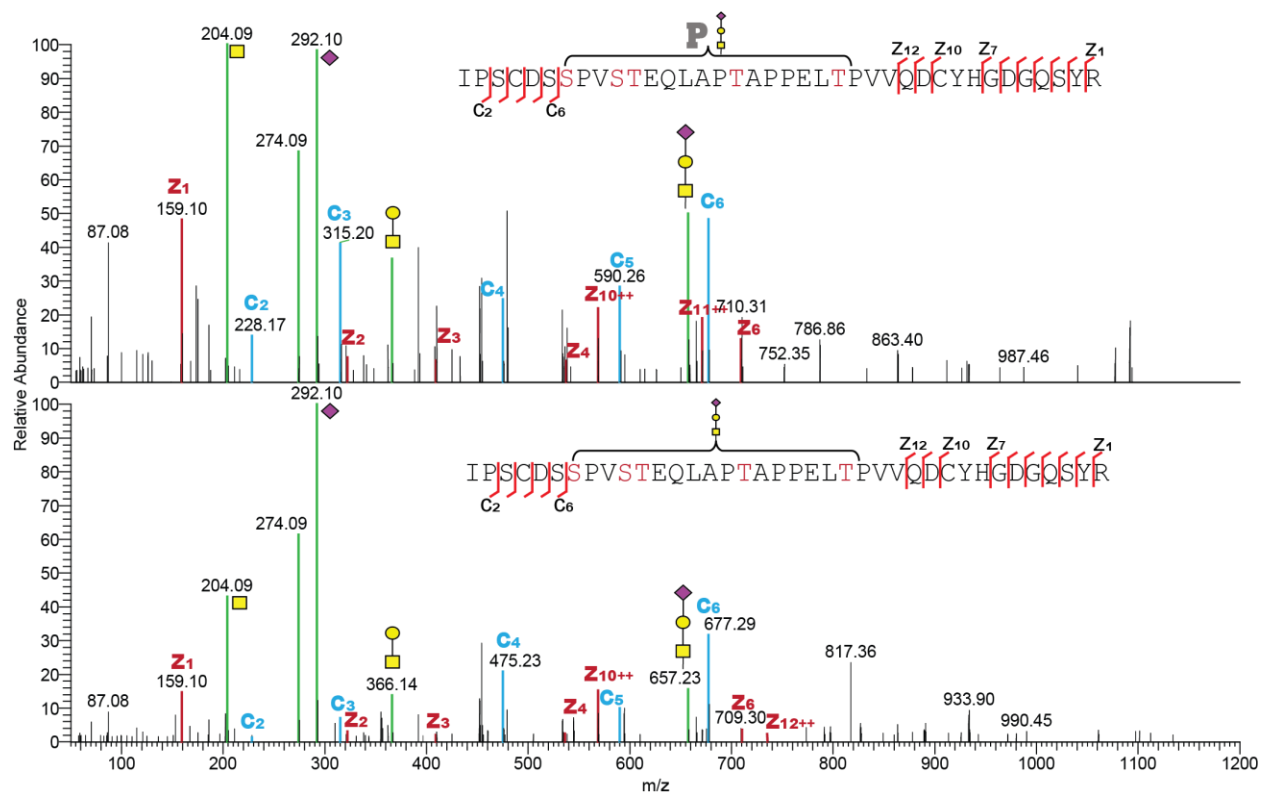 204.09
292.10
P
IPSCDSSPVSTEQLAPTAPPELTPVVQDCYHGDGQSYR
Z12 Z10 Z7 Z1
C2 C6
100
90
80
70
60
50
40
30
20
10
0
274.09
Z1
159.10
87.08
C2
228.17
C3
315.20
Z2
Z3
C4
Z4
Z10++
C5
590.26
C6
Z11++
710.31
Z6
752.35
786.86
863.40
987.46
Relative Abundance
292.10
IPSCDSSPVSTEQLAPTAPPELTPVVQDCYHGDGQSYR
Z12 Z10 Z7 Z1
C2 C6
100
90
80
70
60
50
40
30
20
10
0
274.09
204.09
Z1
159.10
87.08
C2
C3
Z2
366.14
Z3
C4
475.23
Z4
Z10++
C5
657.23
C6
677.29
Z6
709.30
Z12++
817.36
933.90
990.45
100 200 300 400 500 600 700 800 900 1000 1100 1200
m/z